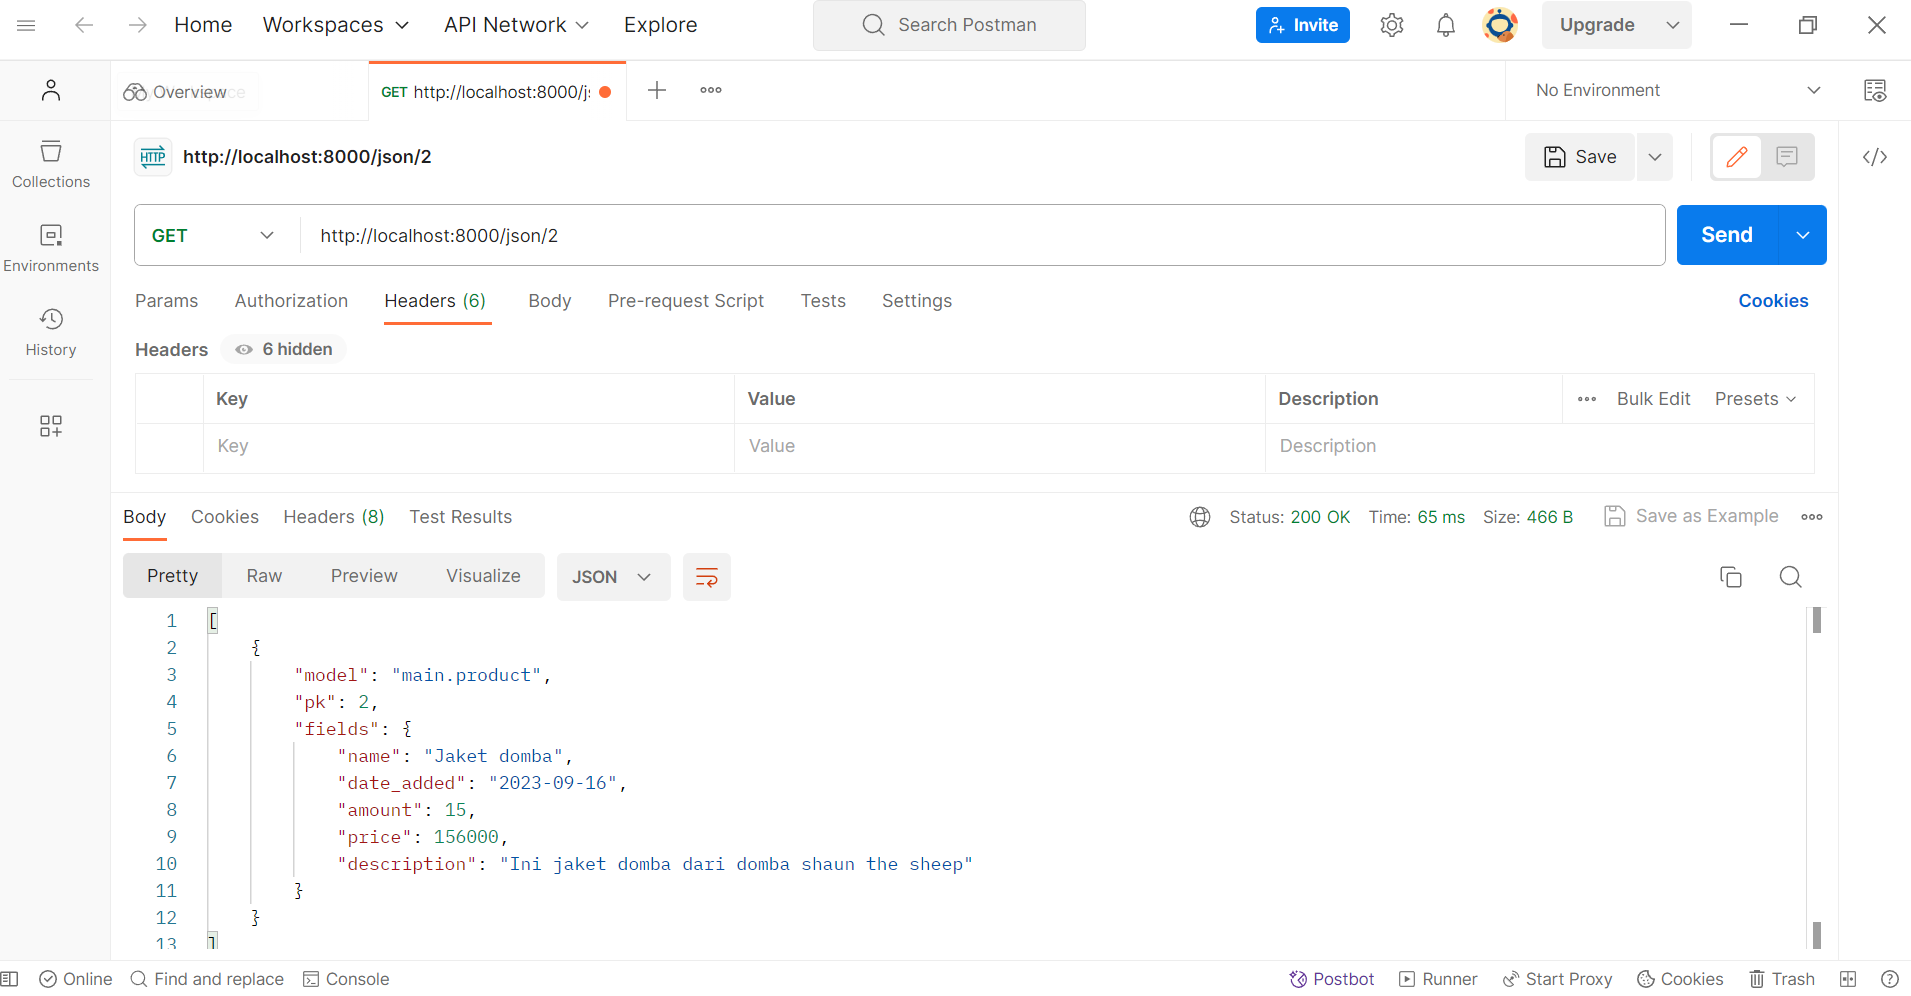 Home Workspaces API Network Explore Search Postman Invite Upgrade
Overview GET http://localhost:8000/j No Environment
http://localhost:8000/json/2 Save
HTTP
Collections
GET http://localhost:8000/json/2 Send
Environments
Params Authorization Headers (6) Body Pre-request Script Tests Settings Cookies
History
Headers 6 hidden
Key Value Description Bulk Edit Presets
Key Value Description
Body Cookies Headers (8) Test Results Status: 200 OK Time: 65 ms Size: 466 B Save as Example
Pretty Raw Preview Visualize JSON
1 [
2 {
3 "model": "main.product",
4 "pk": 2,
5 "fields": {
6 "name": "Jaket domba",
7 "date_added": "2023-09-16",
8 "amount": 15,
9 "price": 156000,
10 "description": "Ini jaket domba dari domba shaun the sheep"
11 }
12 }
13 ]
Online Find and replace Console Postbot Runner Start Proxy Cookies Trash